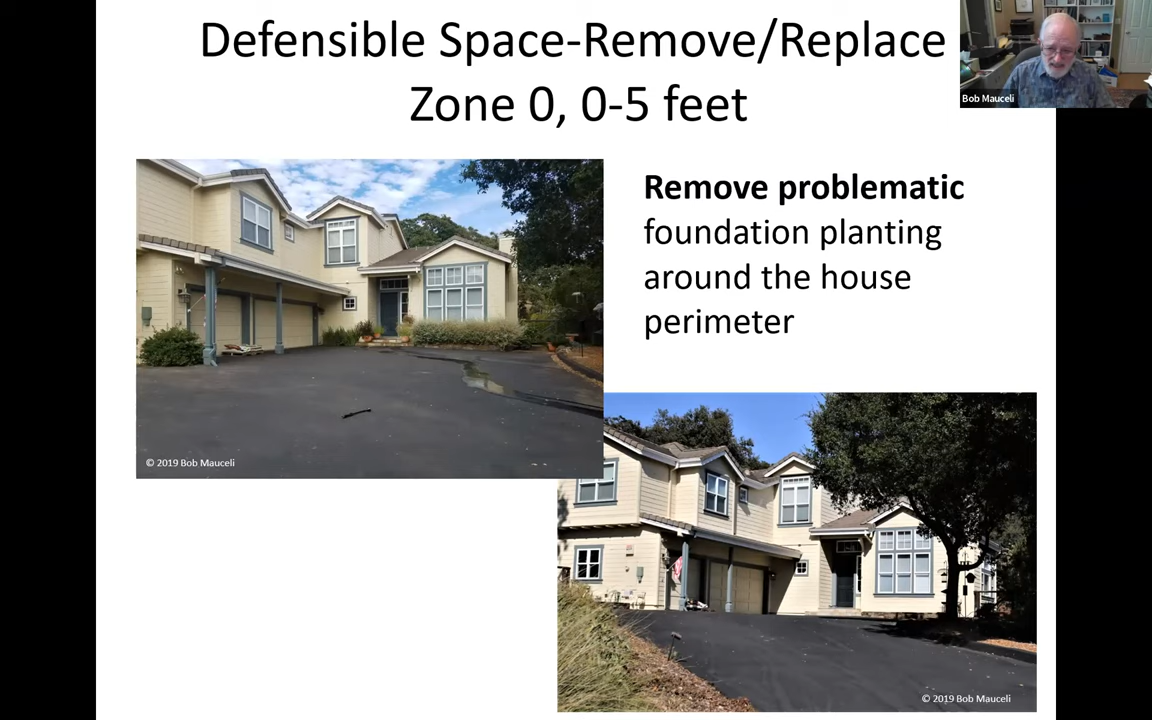 Defensible Space-Remove/Replace
Zone 0, 0-5 feet
Bob Mauceli
Remove problematic
foundation planting
around the house
perimeter
© 2019 Bob Mauceli
© 2019 Bob Mauceli